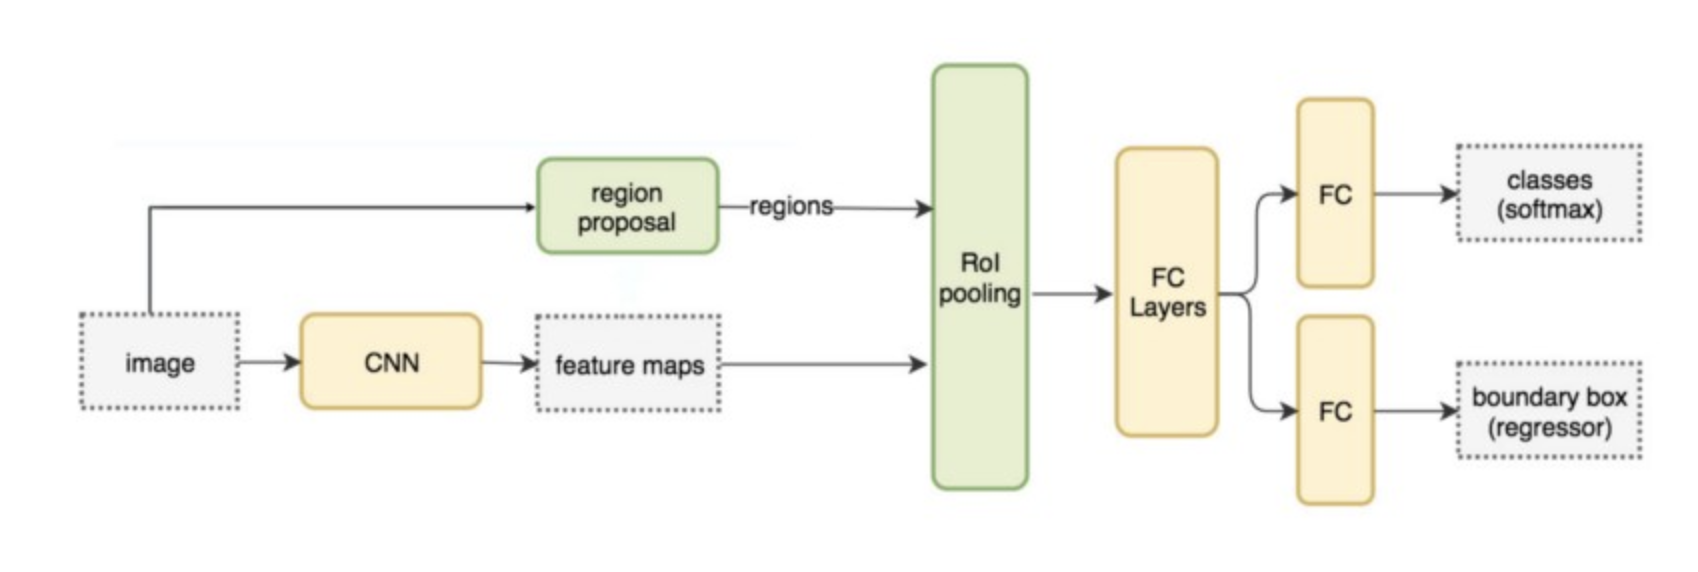 region
proposal
regions
image
CNN
feature maps
RoI
pooling
FC
Layers
FC
classes
(softmax)
FC
boundary box
(regressor)